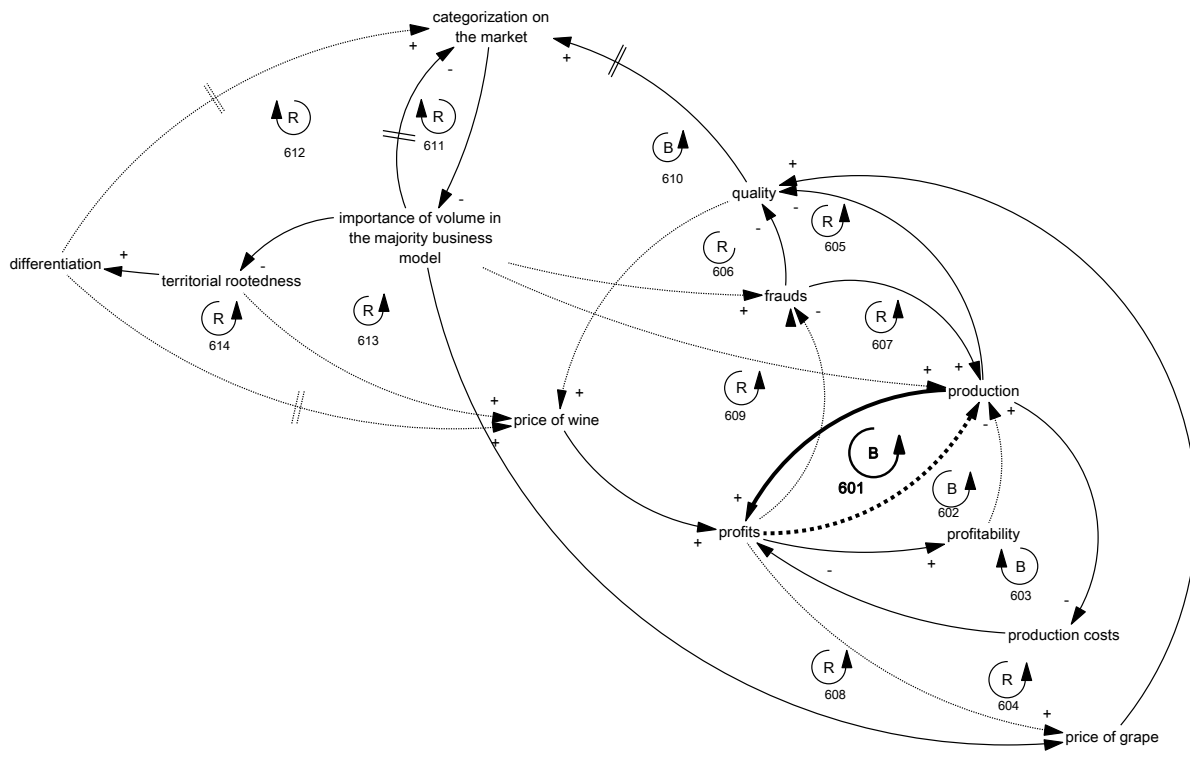 categorization on
the market
+
+
-
R
612
R
611
B
610
+
-
quality
-
-
R
605
R
606
importance of volume in
the majority business
model
differentiation
+
-
territorial rootedness
R
614
R
613
frauds
+
-
R
607
+
+
production
+
-
R
609
+
+
price of wine
+
B
601
+
B
602
profits
+
profitability
+
-
B
603
-
production costs
R
608
R
604
+
price of grape